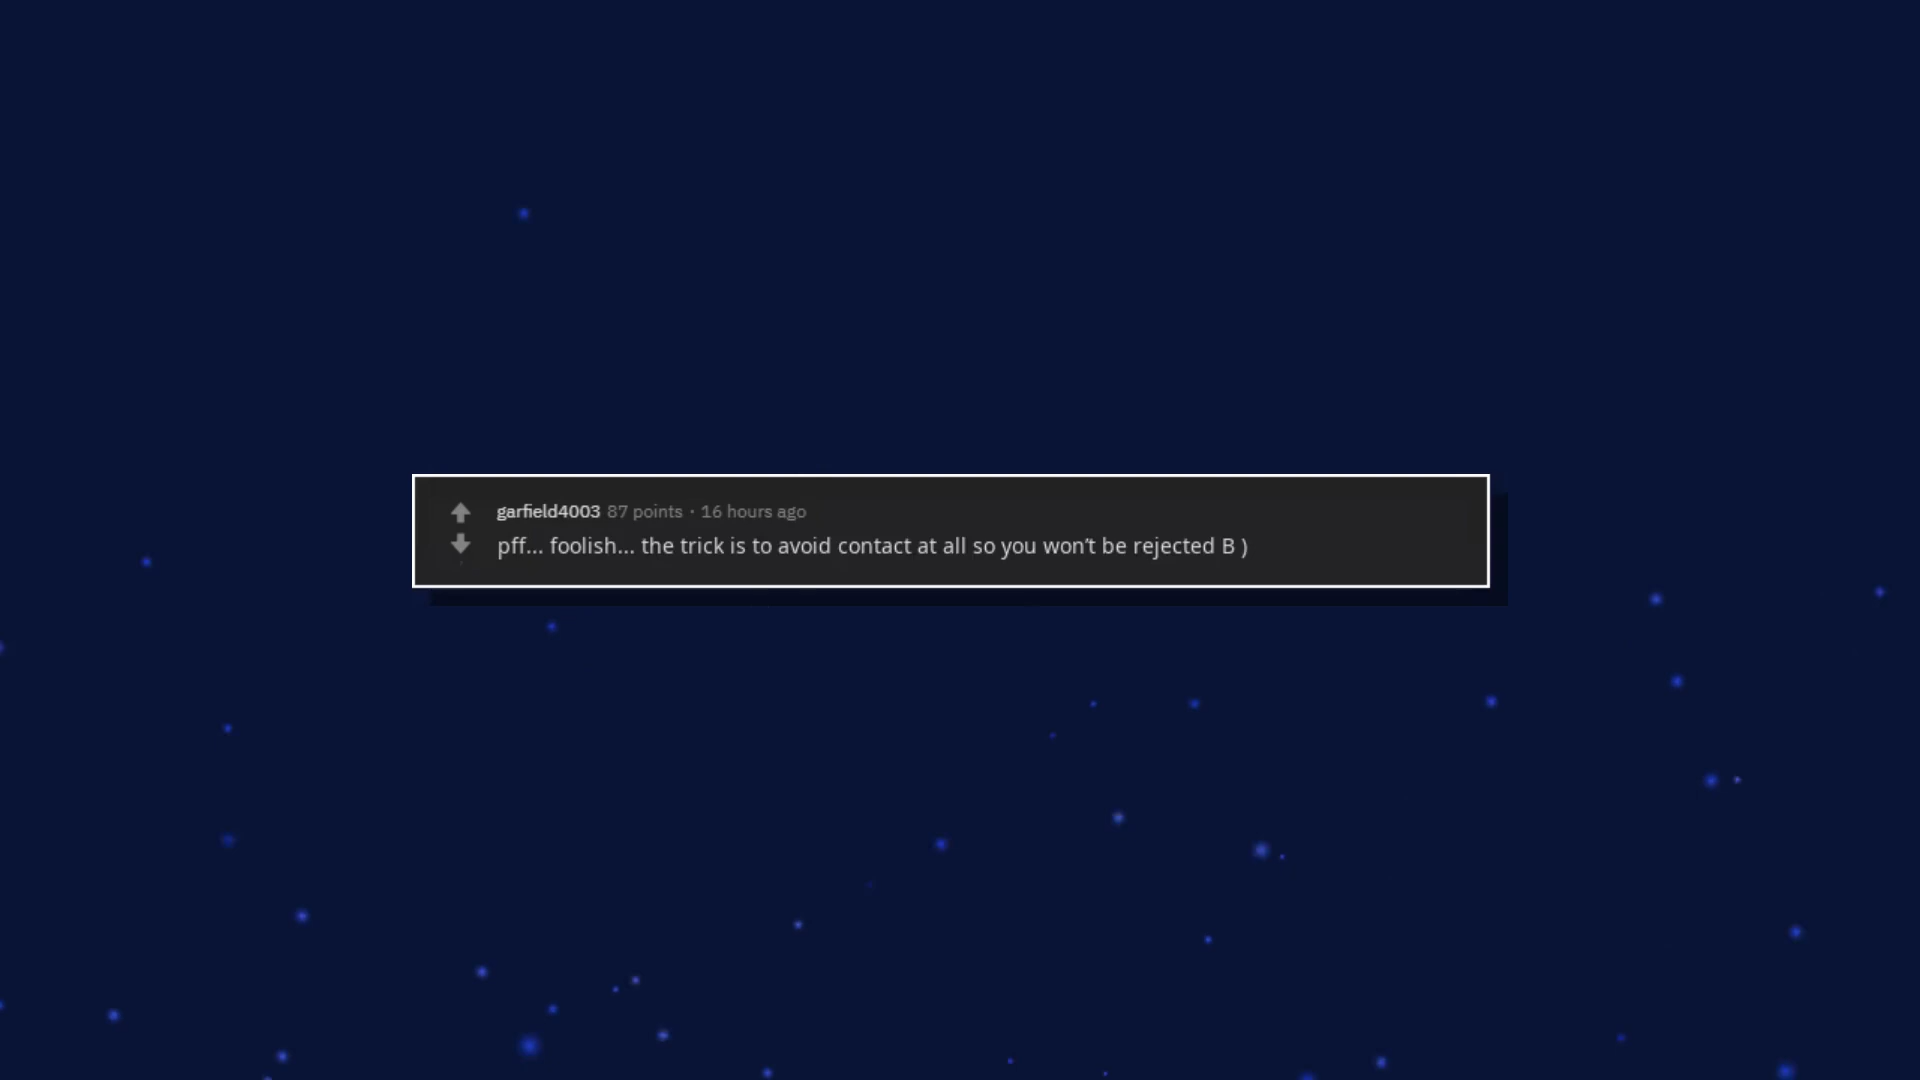 garfield4003 87 points · 16 hours ago
pff... foolish... the trick is to avoid contact at all so you won't be rejected B )